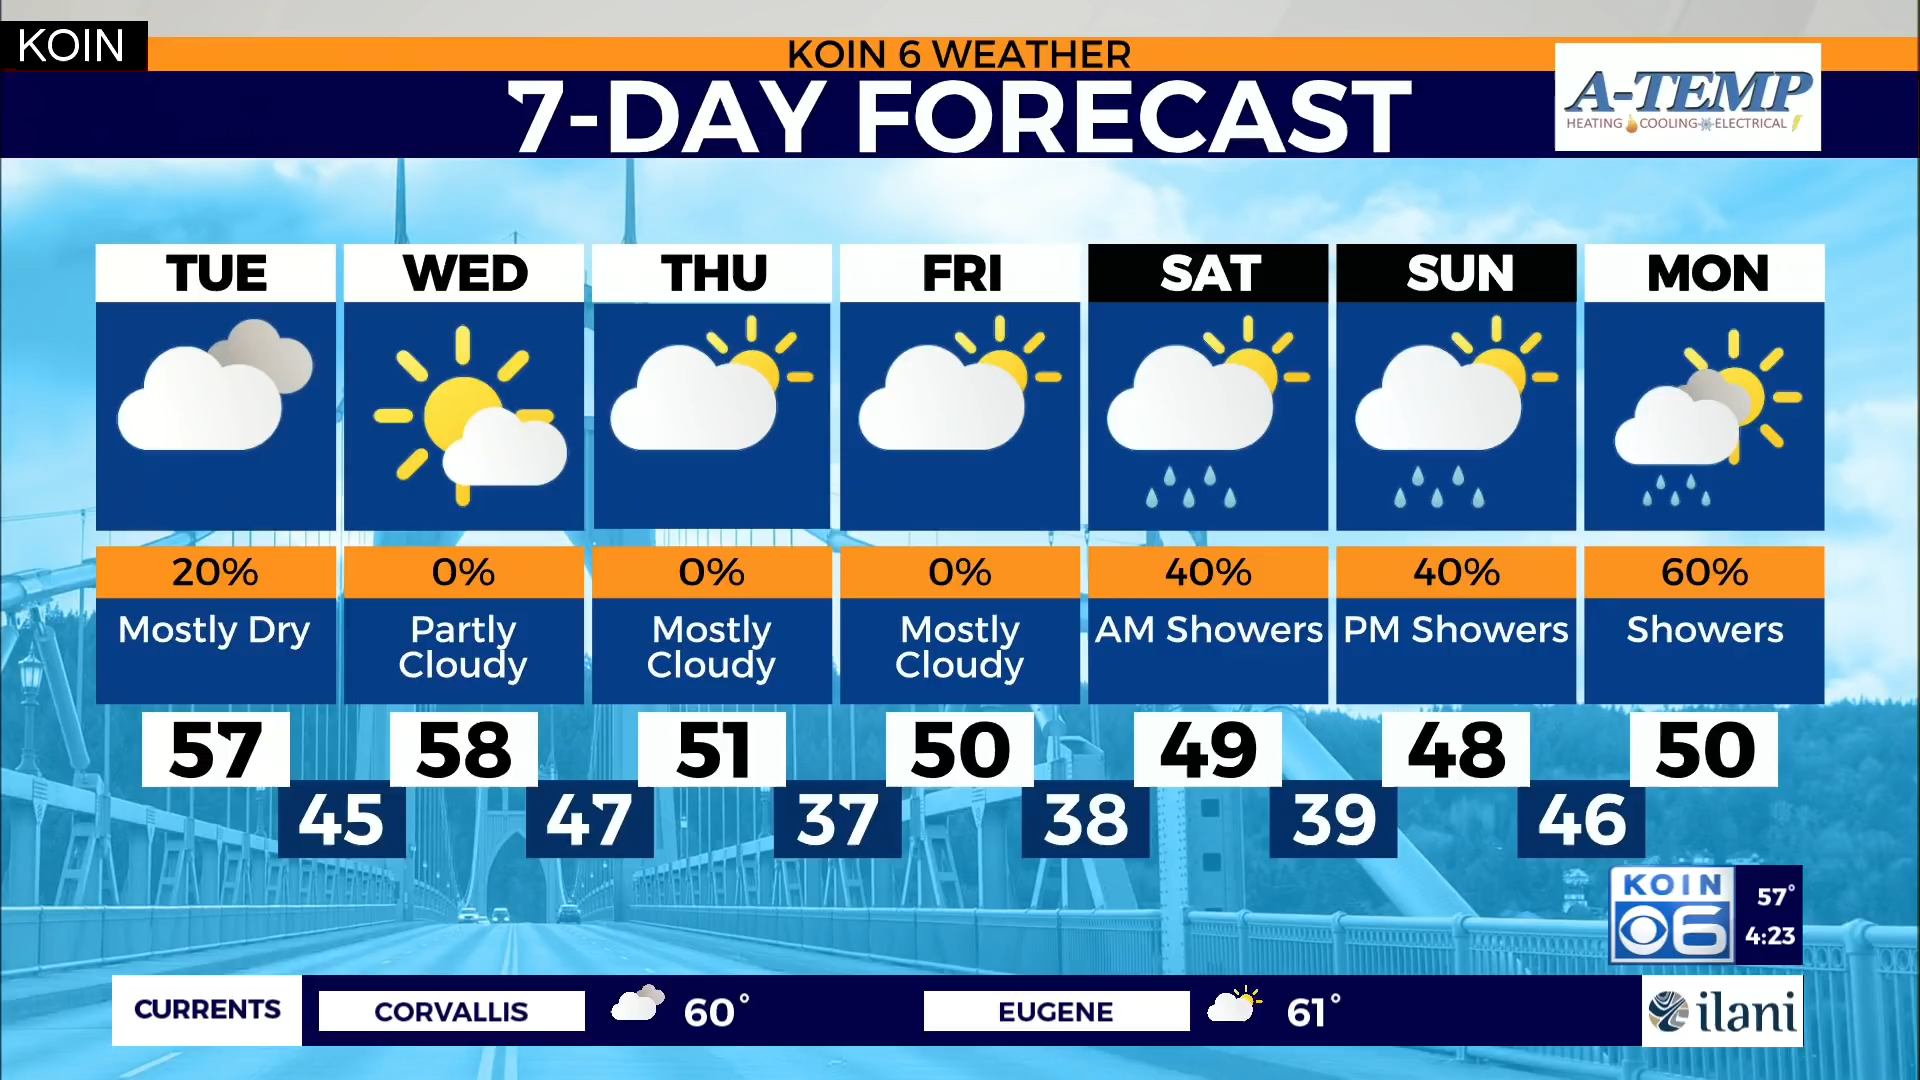 KOIN
KOIN 6 WEATHER
7-DAY FORECAST
A-TEMP
HEATING COOLING ELECTRICAL
TUE WED THU FRI SAT SUN MON
20% 0% 0% 0% 40% 40% 60%
Mostly Dry Partly Mostly Mostly AM Showers PM Showers Showers
Cloudy Cloudy Cloudy
57 58 51 50 49 48 50
45 47 37 38 39 46
KOIN
6
57°
4:23
CURRENTS CORVALLIS 60° EUGENE 61° ilani